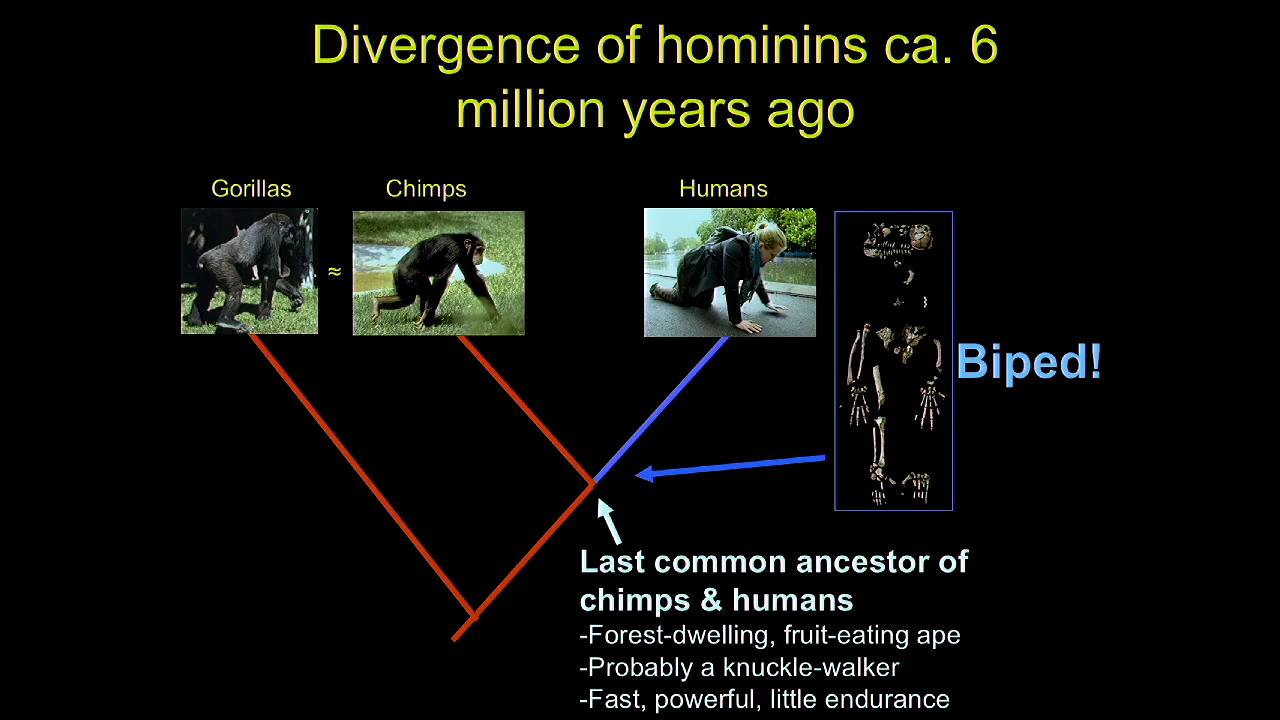 Divergence of hominins ca. 6
million years ago
Gorillas
Chimps
Humans
≈
Biped!
Last common ancestor of
chimps & humans
-Forest-dwelling, fruit-eating ape
-Probably a knuckle-walker
-Fast, powerful, little endurance